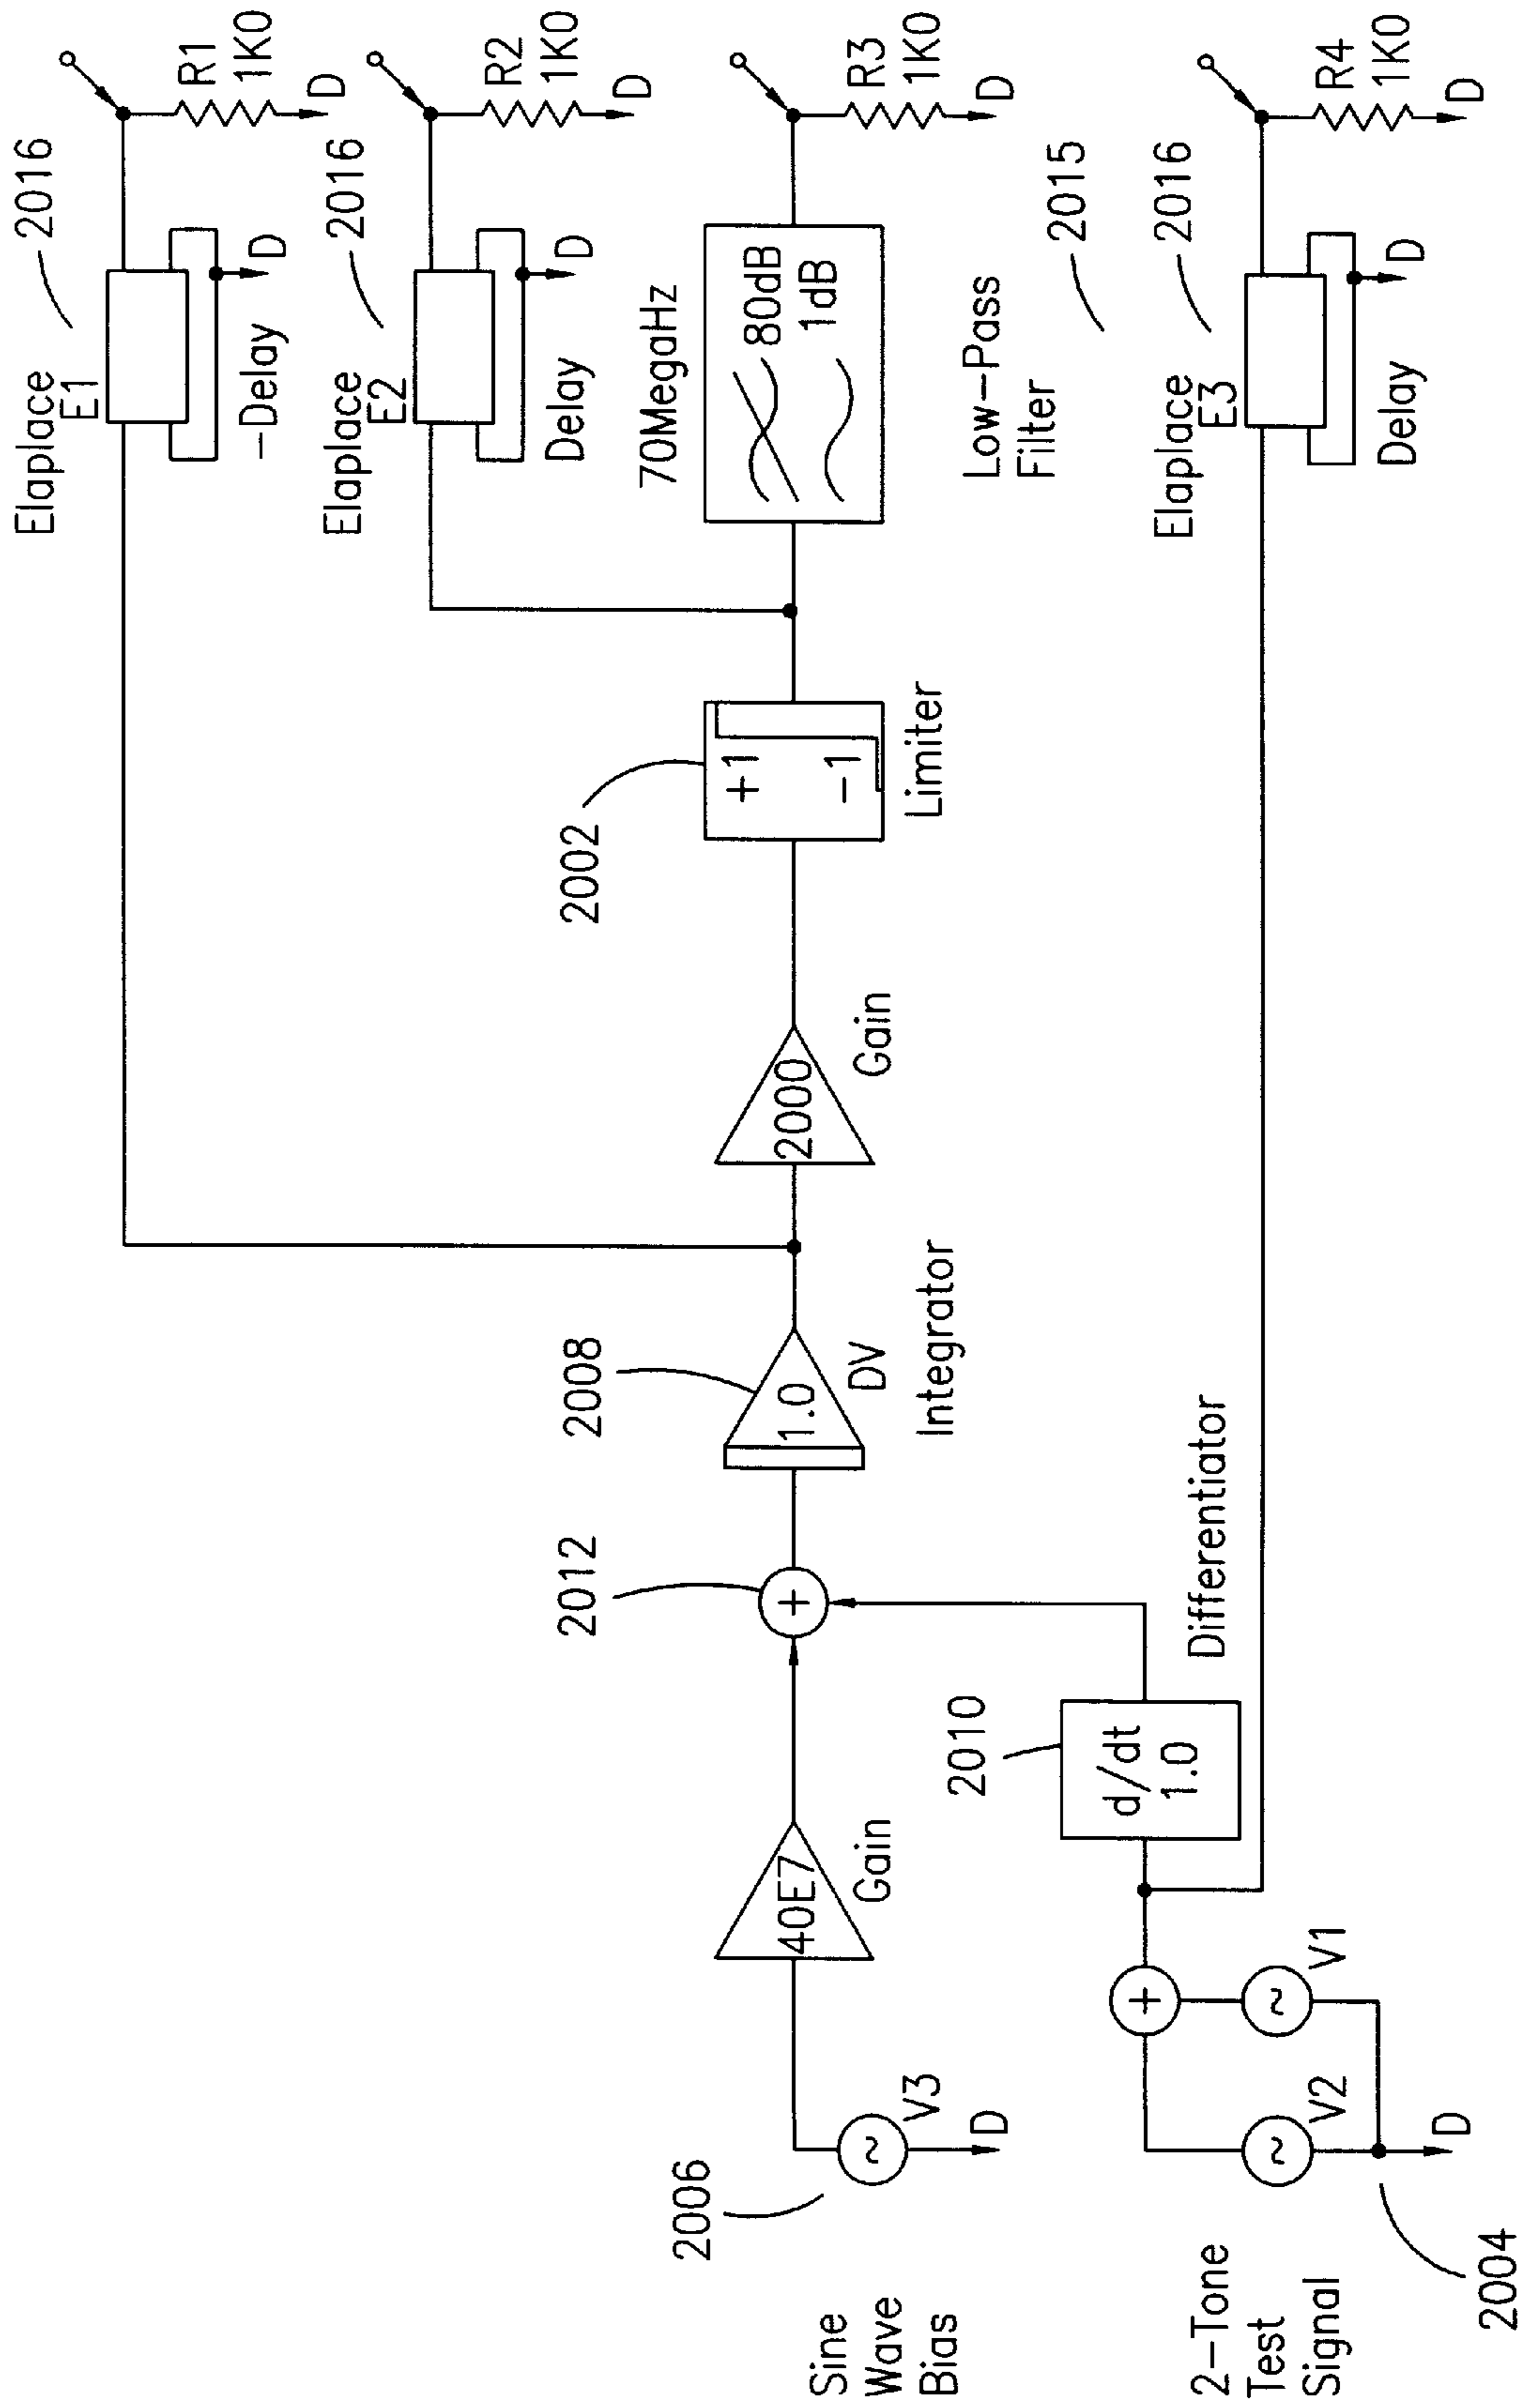 Elaplace
E1
2016
-Delay
D
R1
1K0
D
Elaplace
E2
2016
Delay
D
R2
1K0
D
Sine
Wave
Bias
2006
V3
D
40E7
Gain
2012
+
2008
1.0
DV
Integrator
2000
Gain
2002
+1
-1
Limiter
70MegaHz
80dB
1dB
Low-Pass
Filter
2015
R3
1K0
D
2-Tone
Test
Signal
2004
V2
V1
D
+
2010
d/dt
1.0
Differentiator
Elaplace
E3
2016
Delay
D
R4
1K0
D